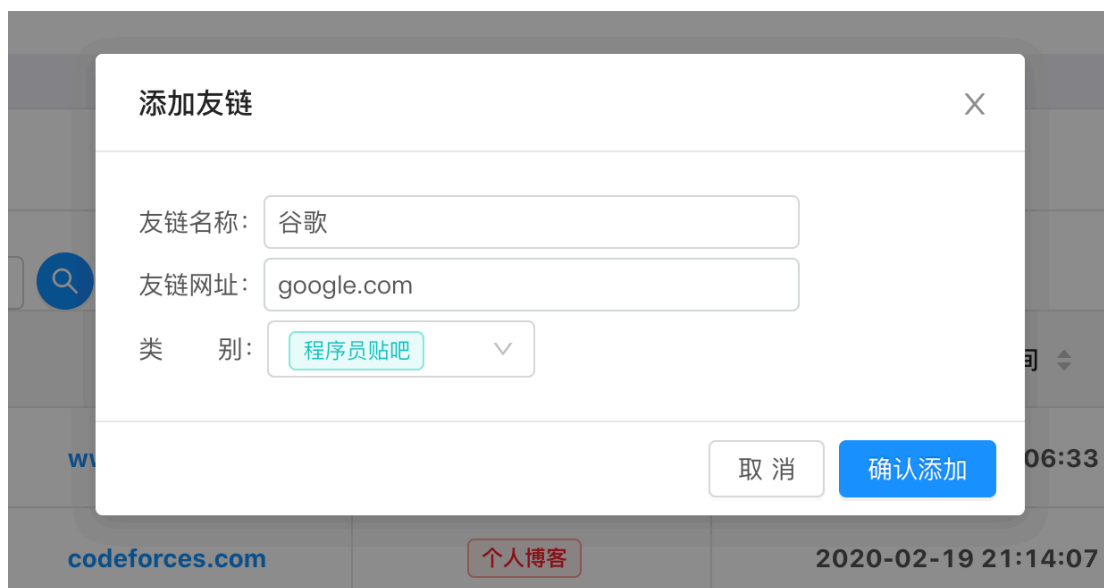 添加友链
友链名称：
谷歌
友链网址：
google.com
类 别：
程序员贴吧
取 消
确认添加
06:33
codeforces.com
个人博客
2020-02-19 21:14:07